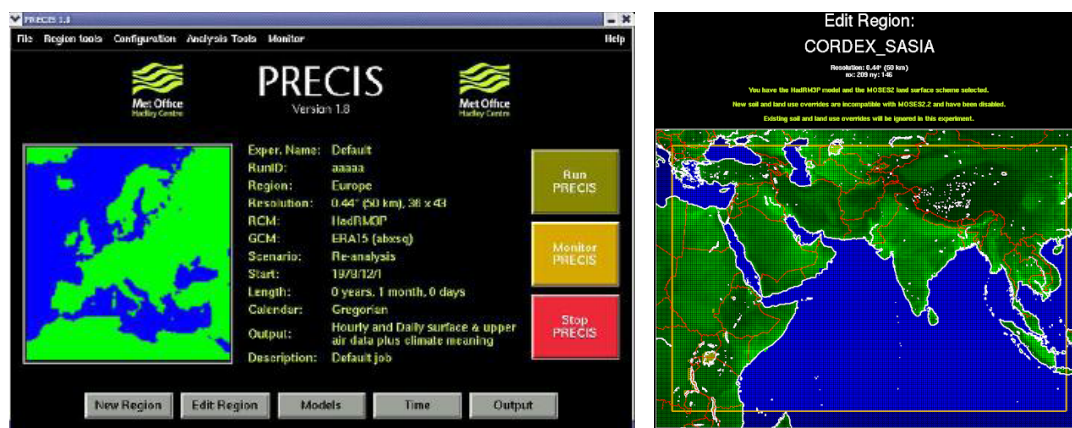 PRECIS 1.8
File Region tools Configuration Analysis Tools Monitor Help
Met Office
Hadley Centre
PRECIS
Version 1.8
Met Office
Hadley Centre
Exper. Name: Default
RunID: aaaaa
Region: Europe
Resolution: 0.44° (50 km), 36 x 43
RCM: HadRM3P
GCM: ERA15 (abxsq)
Scenario: Re-analysis
Start: 1979/12/1
Length: 0 years, 1 month, 0 days
Calendar: Gregorian
Output: Hourly and Daily surface & upper
air data plus climate meaning
Description: Default job
Run
PRECIS
Monitor
PRECIS
Stop
PRECIS
New Region Edit Region Models Time Output
Edit Region:
CORDEX_SASIA
Resolution: 0.44° (50 km)
nx: 209 ny: 146
You have the HadRM3P model and the MOSES2 land surface scheme selected.
New soil and land use overrides are incompatible with MOSES2.2 and have been disabled.
Existing soil and land use overrides will be ignored in this experiment.